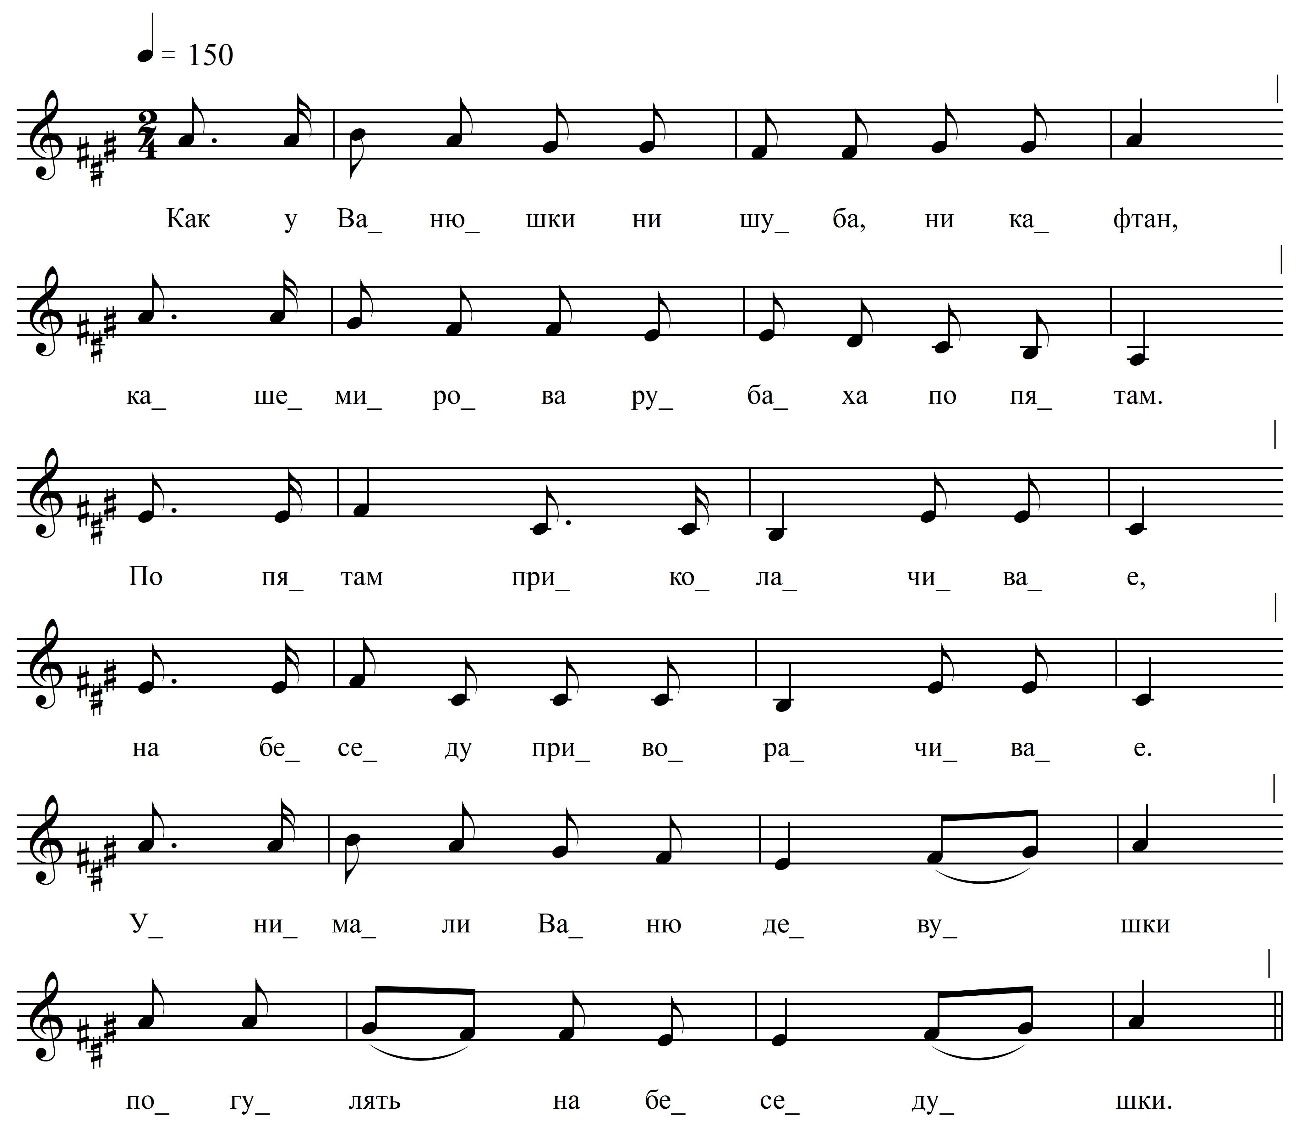 = 150
2
4
Как у Ва_ ню_ шки ни шу_ ба, ни ка_ фтан,
ка_ ше_ ми_ ро_ ва ру_ ба_ ха по пя_ там.
По пя_ там при_ ко_ ла_ чи_ ва_ е,
на бе_ се_ ду при_ во_ ра_ чи_ ва_ е.
У_ ни_ ма_ ли Ва_ ню де_ ву_ шки
по_ гу_ лять на бе_ се_ ду_ шки.